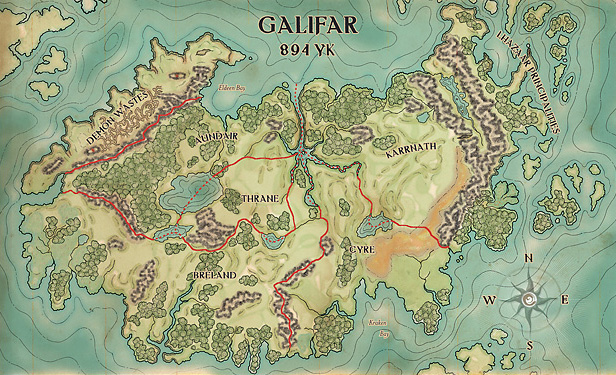 GALIFAR
894 YK
LHAZAAR PRINCIPALITIES
Eldeen Bay
DEMON WASTES
AUNDAIR
KARRNATH
THRANE
CYRE
BRELAND
N
W
E
S
Kraken
Bay